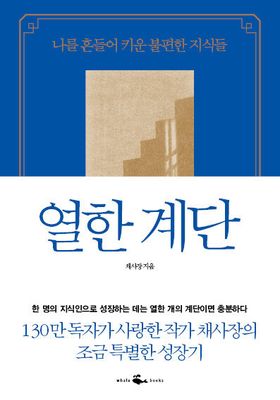 나를 흔들어 키운 불편한 지식들
열한 계단
채사장 지음
한 명의 지식인으로 성장하는 데는 열한 개의 계단이면 충분하다
130만 독자가 사랑한 작가 채사장의
조금 특별한 성장기
whale books